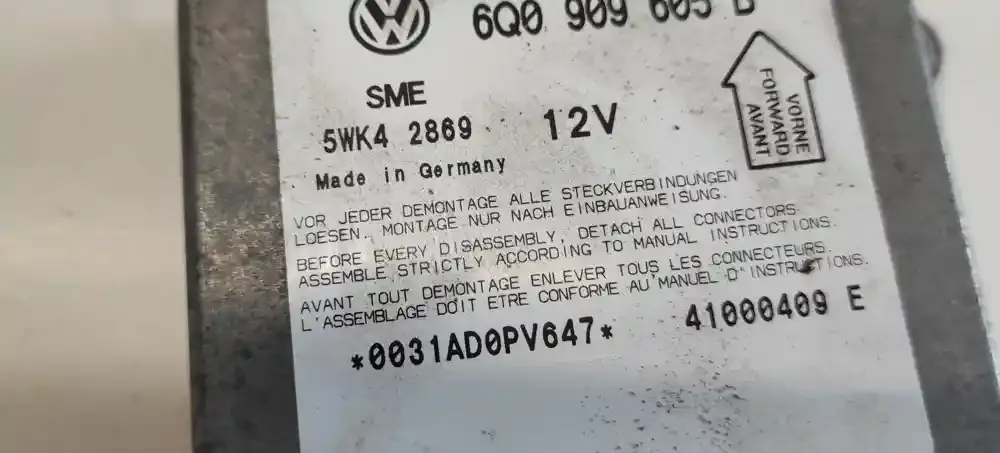 6Q0 909 605
SME
5WK4 2869 12V
Made in Germany
VORNE
FORWARD
AVANT
VOR JEDER DEMONTAGE ALLE STECKVERBINDUNGEN
LOESEN. MONTAGE NUR NACH EINBAUANWEISUNG.
BEFORE EVERY DISASSEMBLY, DETACH ALL CONNECTORS.
ASSEMBLE STRICTLY ACCORDING TO MANUAL INSTRUCTIONS.
AVANT TOUT DEMONTAGE ENLEVER TOUS LES CONNECTEURS.
L'ASSEMBLAGE DOIT ETRE CONFORME AU MANUEL D'INSTRUCTIONS.
*0031AD0PV647* 41000409 E